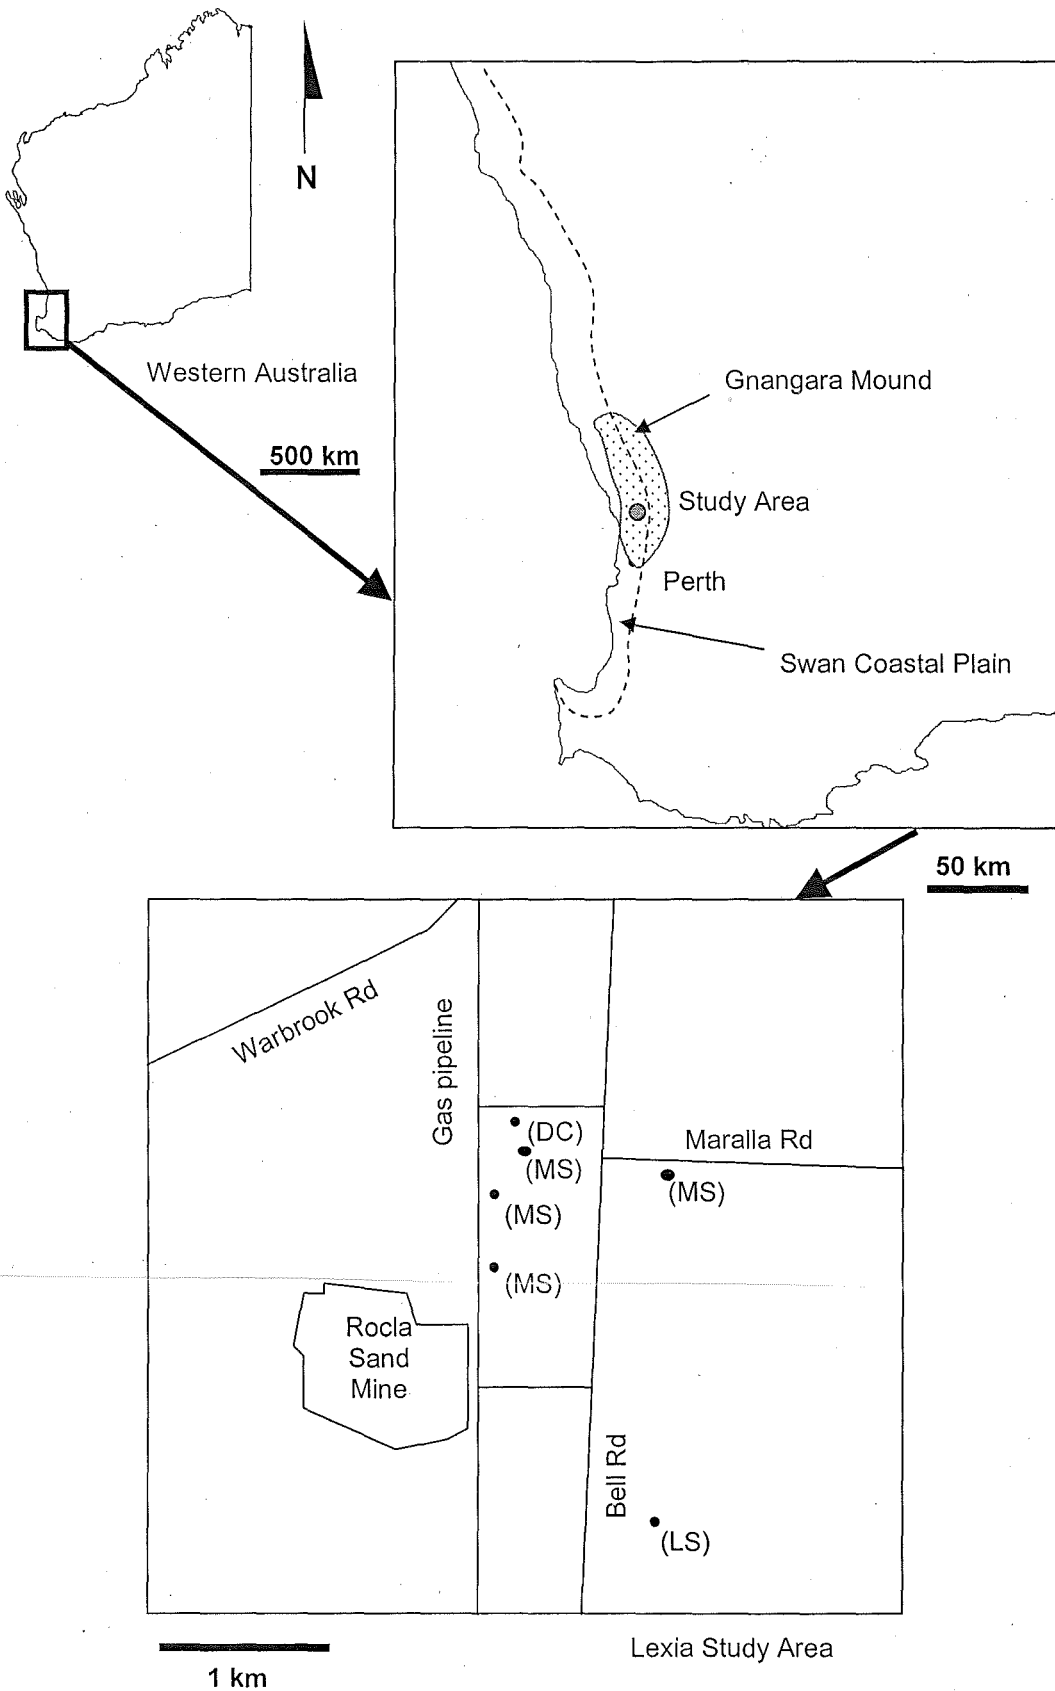 N
Western Australia
500 km
Gnangara Mound
Study Area
Perth
Swan Coastal Plain
50 km
Warbrook Rd
Gas pipeline
(DC)
(MS)
Maralla Rd
(MS)
(MS)
(MS)
Rocla
Sand
Mine
Bell Rd
(LS)
Lexia Study Area
1 km